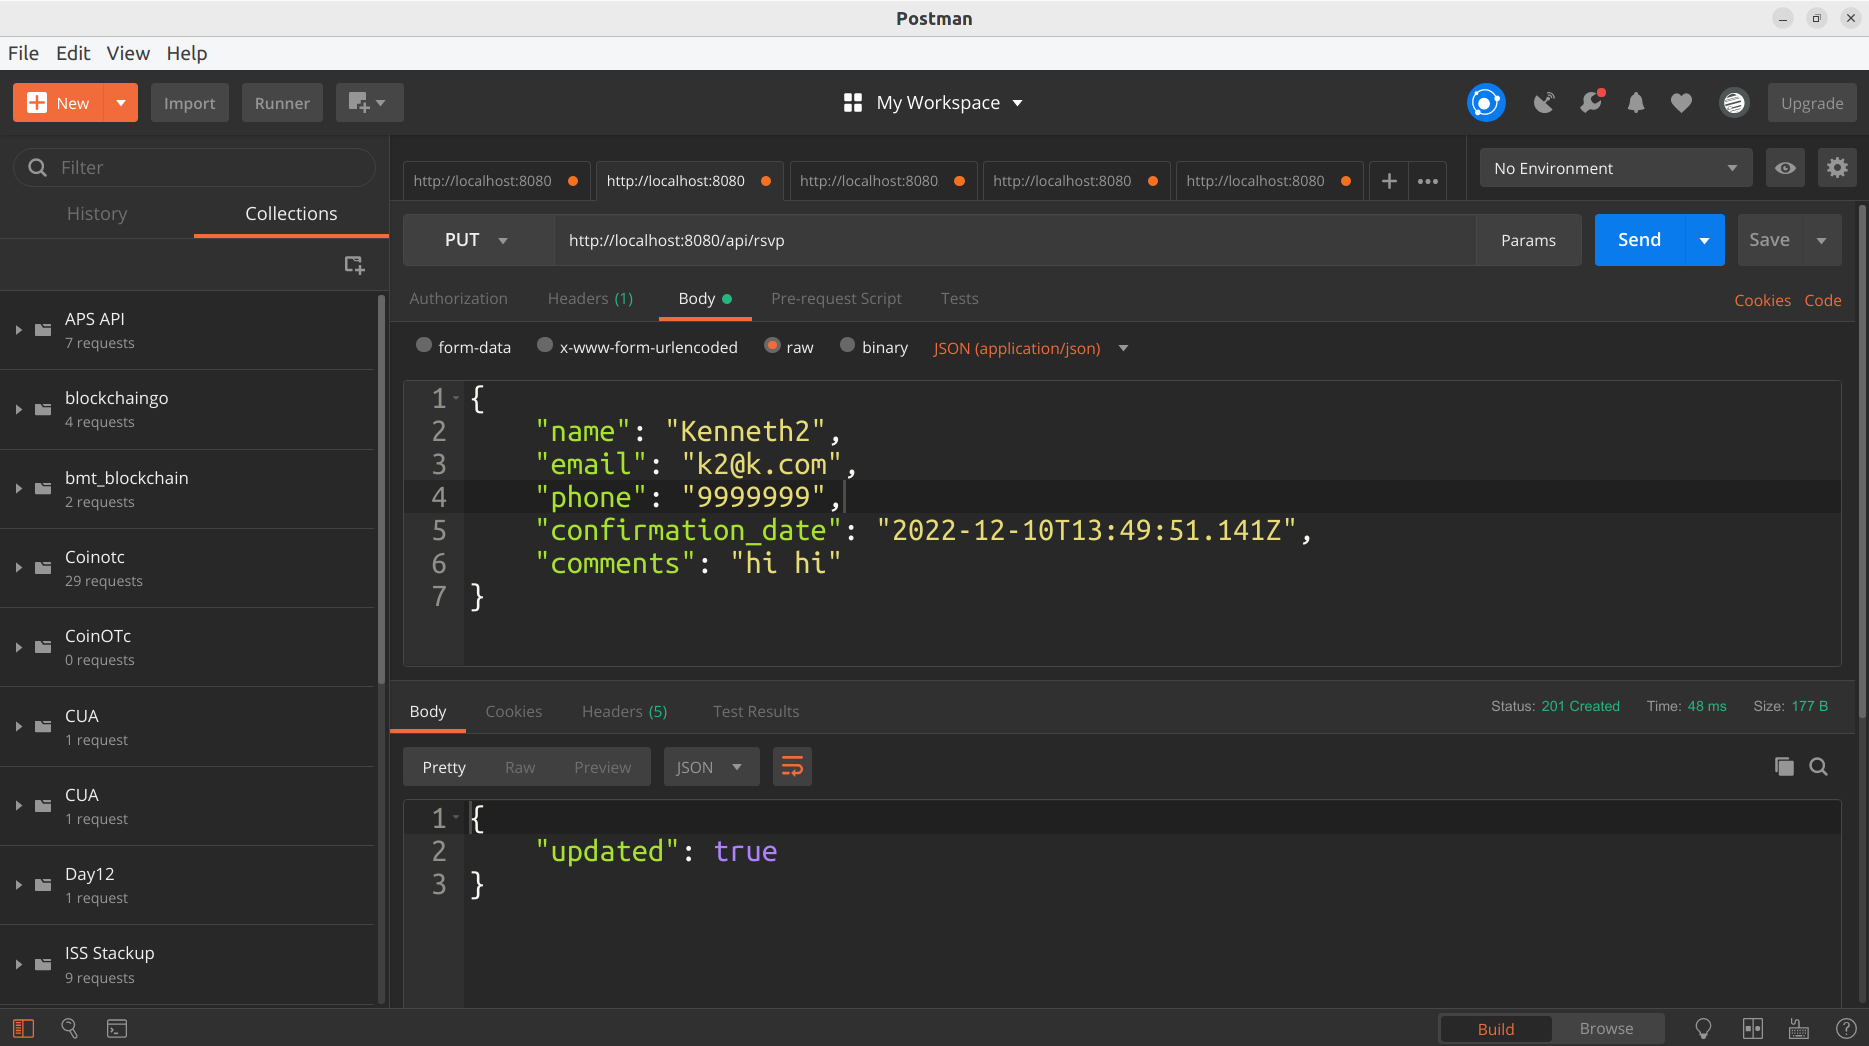 Postman
File Edit View Help
New Import Runner My Workspace Upgrade
Filter
History Collections
APS API
7 requests
blockchaingo
4 requests
bmt_blockchain
2 requests
Coinotc
29 requests
CoinOTc
0 requests
CUA
1 request
CUA
1 request
Day12
1 request
ISS Stackup
9 requests
http://localhost:8080 http://localhost:8080 http://localhost:8080 http://localhost:8080 http://localhost:8080 + ••• No Environment
PUT http://localhost:8080/api/rsvp Params Send Save
Authorization Headers (1) Body Pre-request Script Tests Cookies Code
form-data x-www-form-urlencoded raw binary JSON (application/json)
1 {
2 "name": "Kenneth2",
3 "email": "k2@k.com",
4 "phone": "9999999",
5 "confirmation_date": "2022-12-10T13:49:51.141Z",
6 "comments": "hi hi"
7 }
Body Cookies Headers (5) Test Results Status: 201 Created Time: 48 ms Size: 177 B
Pretty Raw Preview JSON
1 {
2 "updated": true
3 }
Build Browse